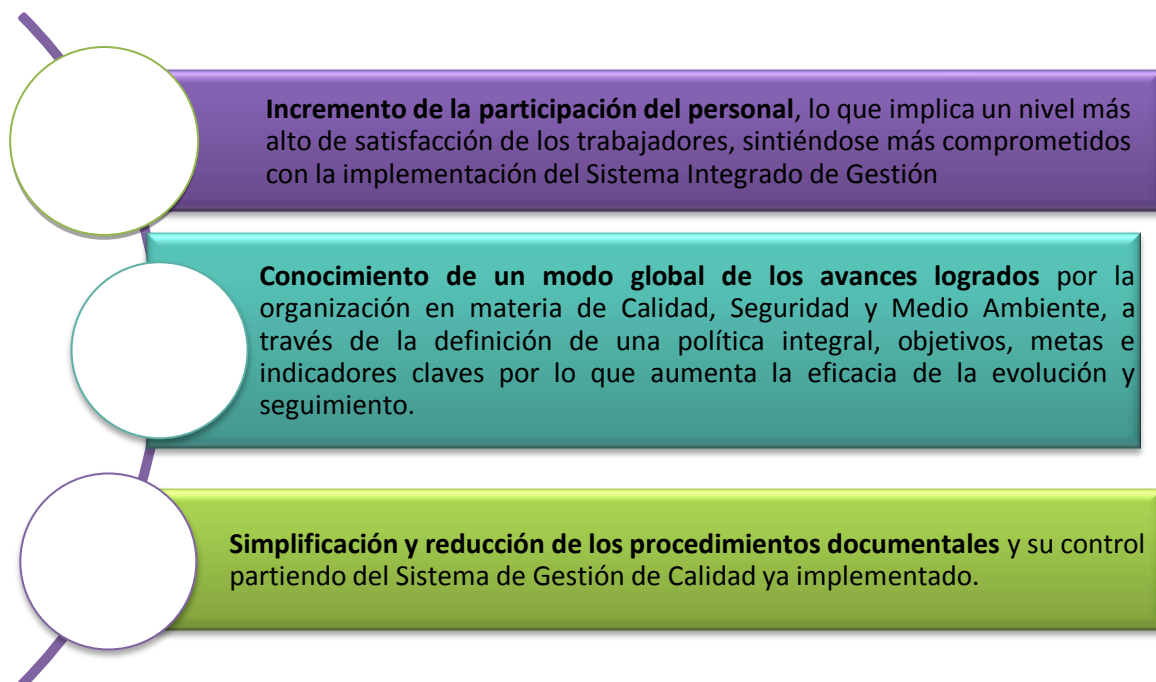 Incremento de la participación del personal, lo que implica un nivel más
alto de satisfacción de los trabajadores, sintiéndose más comprometidos
con la implementación del Sistema Integrado de Gestión
Conocimiento de un modo global de los avances logrados por la
organización en materia de Calidad, Seguridad y Medio Ambiente, a
través de la definición de una política integral, objetivos, metas e
indicadores claves por lo que aumenta la eficacia de la evolución y
seguimiento.
Simplificación y reducción de los procedimientos documentales y su control
partiendo del Sistema de Gestión de Calidad ya implementado.